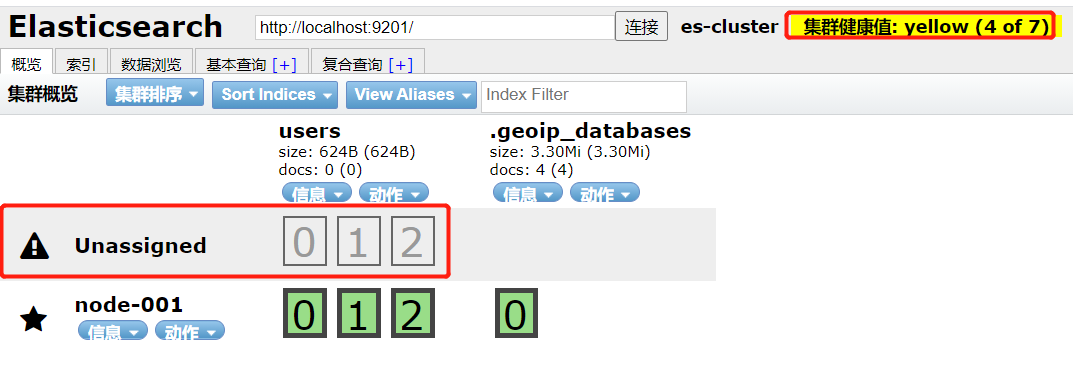 Elasticsearch http://localhost:9201/ 连接 es-cluster 集群健康值: yellow (4 of 7)
概览 索引 数据浏览 基本查询 [+] 复合查询 [+]
集群概览 集群排序 Sort Indices View Aliases Index Filter
users .geoip_databases
size: 624B (624B) size: 3.30Mi (3.30Mi)
docs: 0 (0) docs: 4 (4)
信息 动作 信息 动作
Unassigned 0 1 2
node-001 0 1 2 0
信息 动作